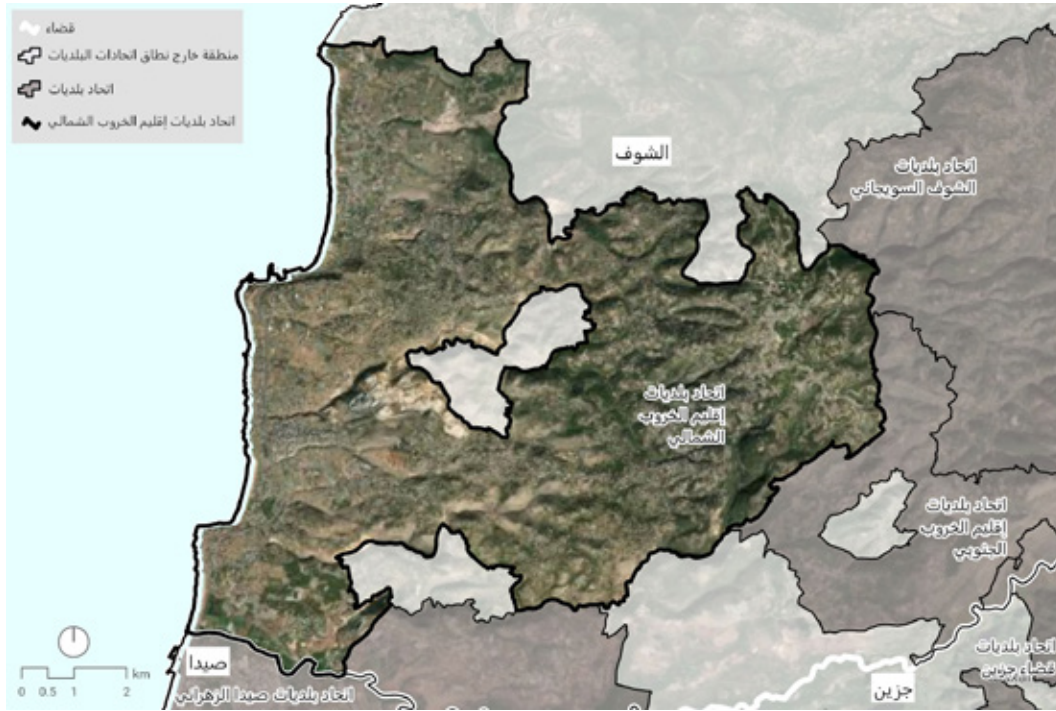 قضاء
منطقة خارج نطاق اتحادات البلديات
اتحاد بلديات
اتحاد بلديات إقليم الخروب الشمالي
الشوف
اتحاد بلديات
الشوف السويجاني
اتحاد بلديات
إقليم الخروب
الشمالي
اتحاد بلديات
إقليم الخروب
الجنوبي
اتحاد بلديات
قضاء جزين
صيدا
جزين
اتحاد بلديات صيدا الزهراني
km
0 0.5 1 2